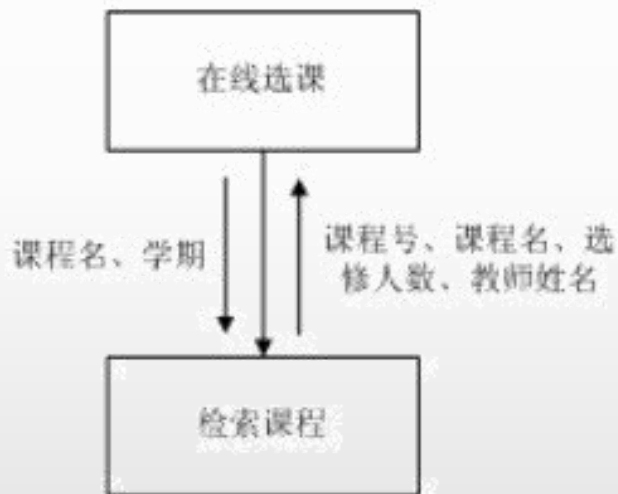 在线选课
课程名、学期
课程号、课程名、选
修人数、教师姓名
检索课程